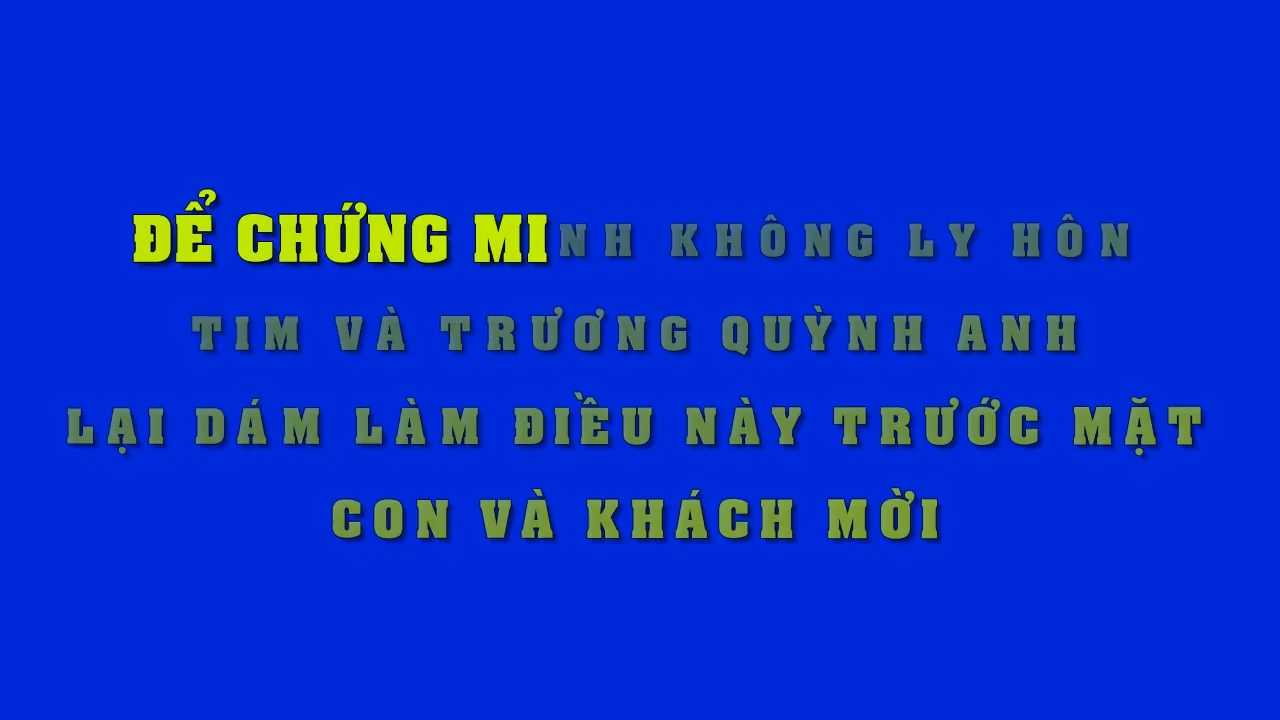 ĐỂ CHỨNG MINH KHÔNG LY HÔN
TIM VÀ TRƯƠNG QUỲNH ANH
LẠI DÁM LÀM ĐIỀU NÀY TRƯỚC MẶT
CON VÀ KHÁCH MỜI